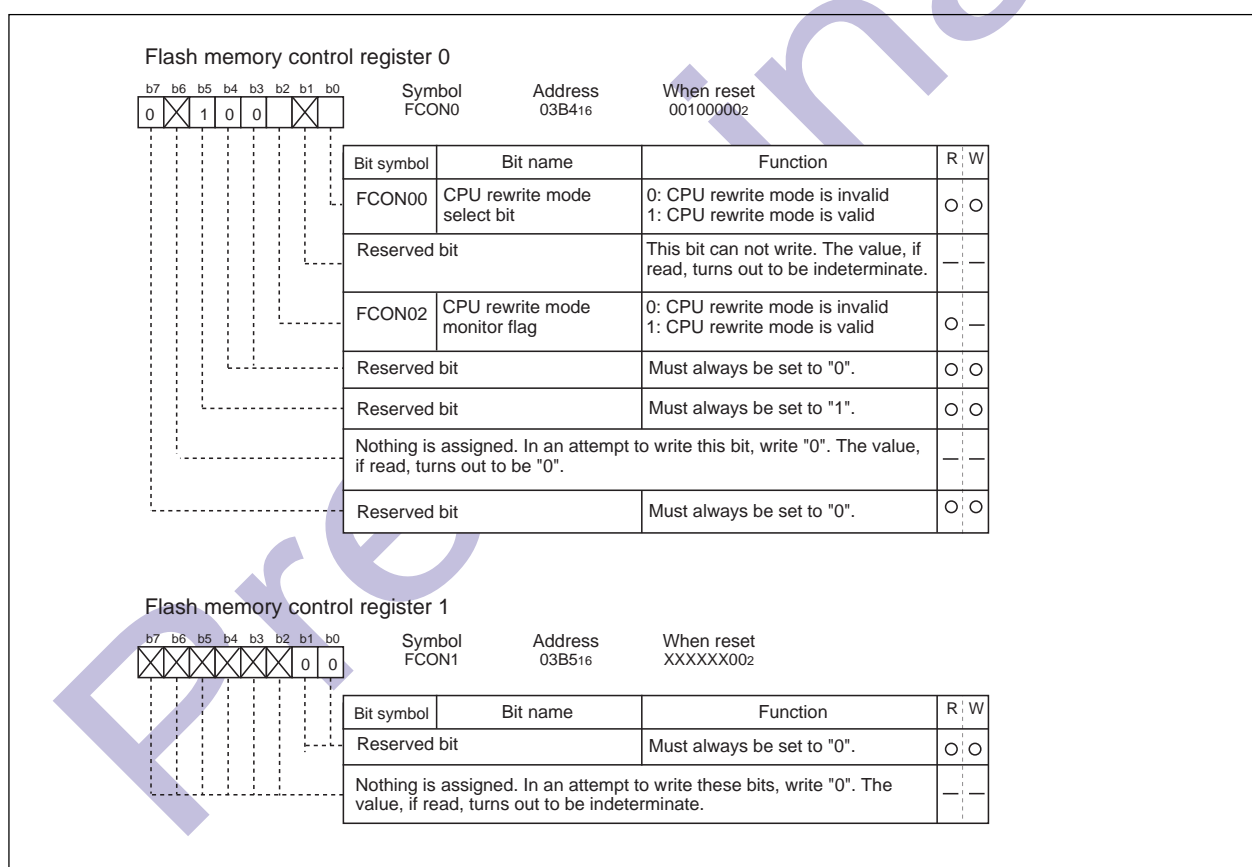 Flash memory control register 0
b7 b6 b5 b4 b3 b2 b1 b0
Symbol Address When reset
FCON0 03B416 001000002
0 1 0 0
Bit symbol Bit name Function R W
FCON00 CPU rewrite mode select bit 0: CPU rewrite mode is invalid
1: CPU rewrite mode is valid
Reserved bit This bit can not write. The value, if
read, turns out to be indeterminate.
FCON02 CPU rewrite mode monitor flag 0: CPU rewrite mode is invalid
1: CPU rewrite mode is valid
Reserved bit Must always be set to "0".
Reserved bit Must always be set to "1".
Nothing is assigned. In an attempt to write this bit, write "0". The value,
if read, turns out to be "0".
Reserved bit Must always be set to "0".
Flash memory control register 1
b7 b6 b5 b4 b3 b2 b1 b0
Symbol Address When reset
FCON1 03B516 XXXXXX002
0 0
Bit symbol Bit name Function R W
Reserved bit Must always be set to "0".
Nothing is assigned. In an attempt to write these bits, write "0". The
value, if read, turns out to be indeterminate.